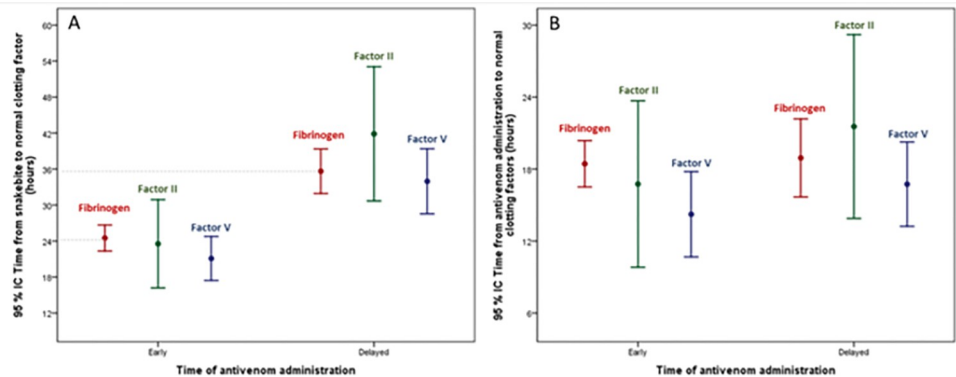 A
95 % IC Time from snakebite to normal clotting factor
(hours)
60
54
48
42
36
30
24
18
12
Fibrinogen
Factor II
Factor V
Fibrinogen
Factor II
Factor V
Early
Delayed
Time of antivenom administration
B
95 % IC Time from antivenom administration to normal
clotting factors (hours)
30
24
18
12
6
Fibrinogen
Factor II
Factor V
Fibrinogen
Factor II
Factor V
Early
Delayed
Time of antivenom administration